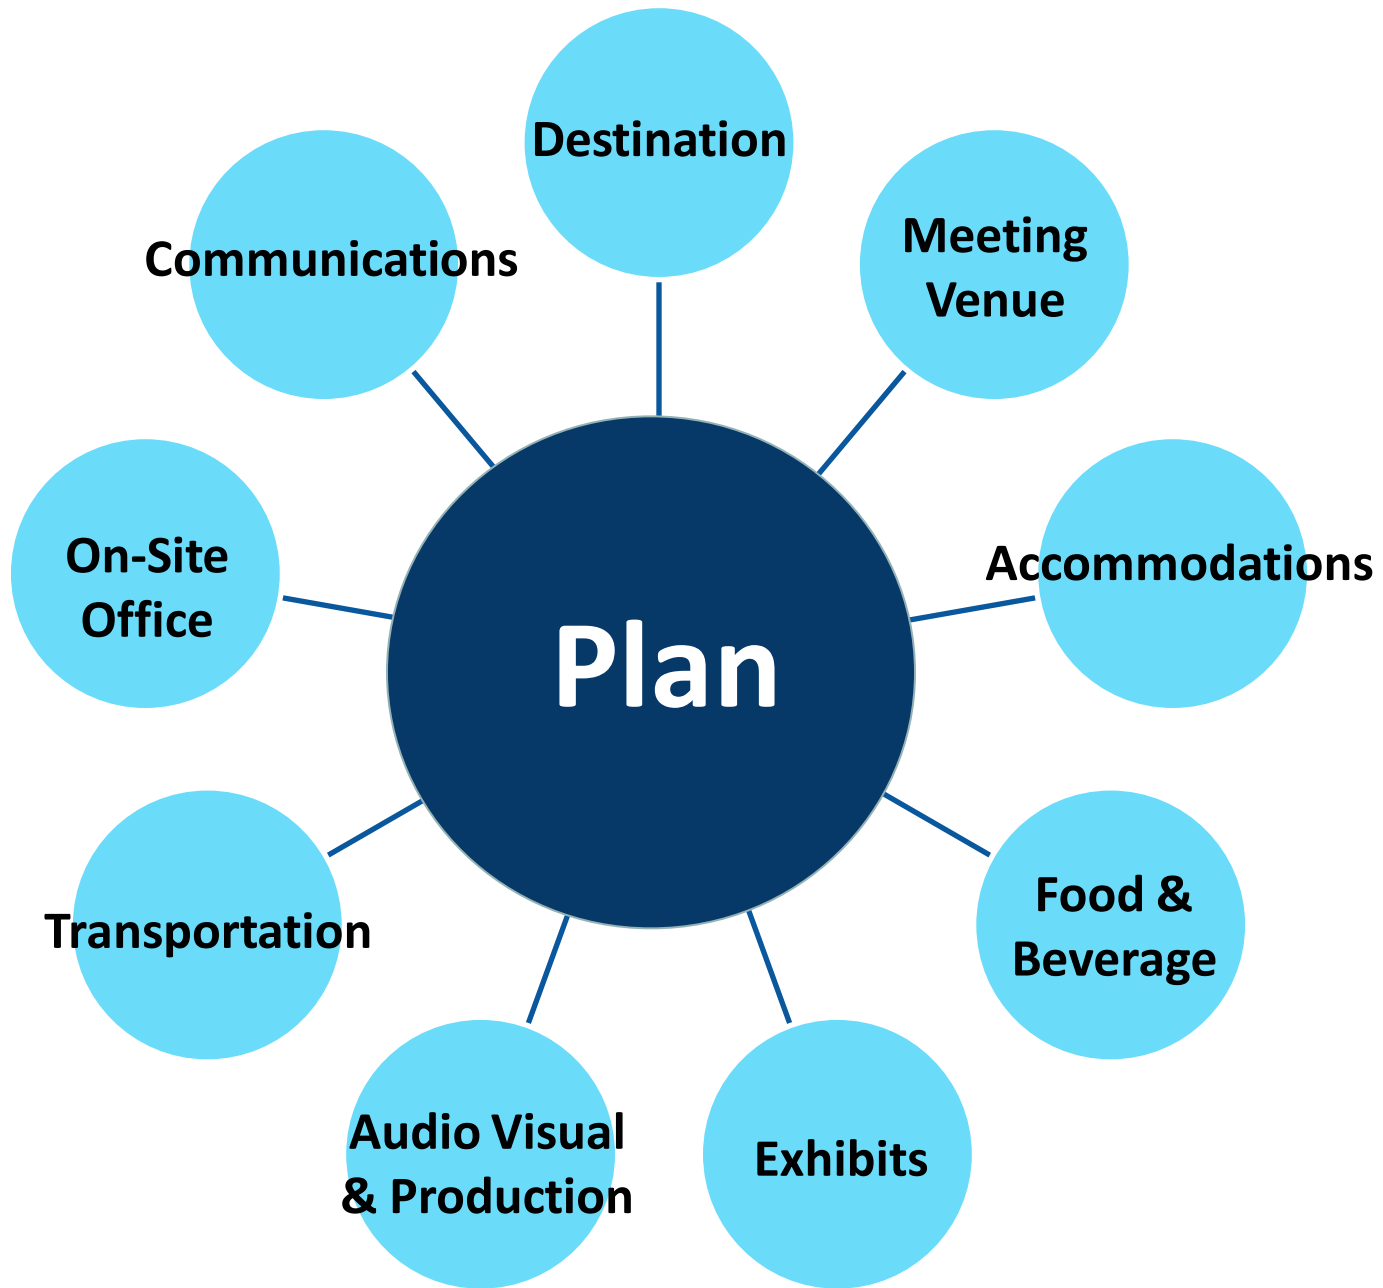 Destination
Meeting
Venue
Accommodations
Food &
Beverage
Exhibits
Audio Visual
& Production
Transportation
On-Site
Office
Communications
Plan